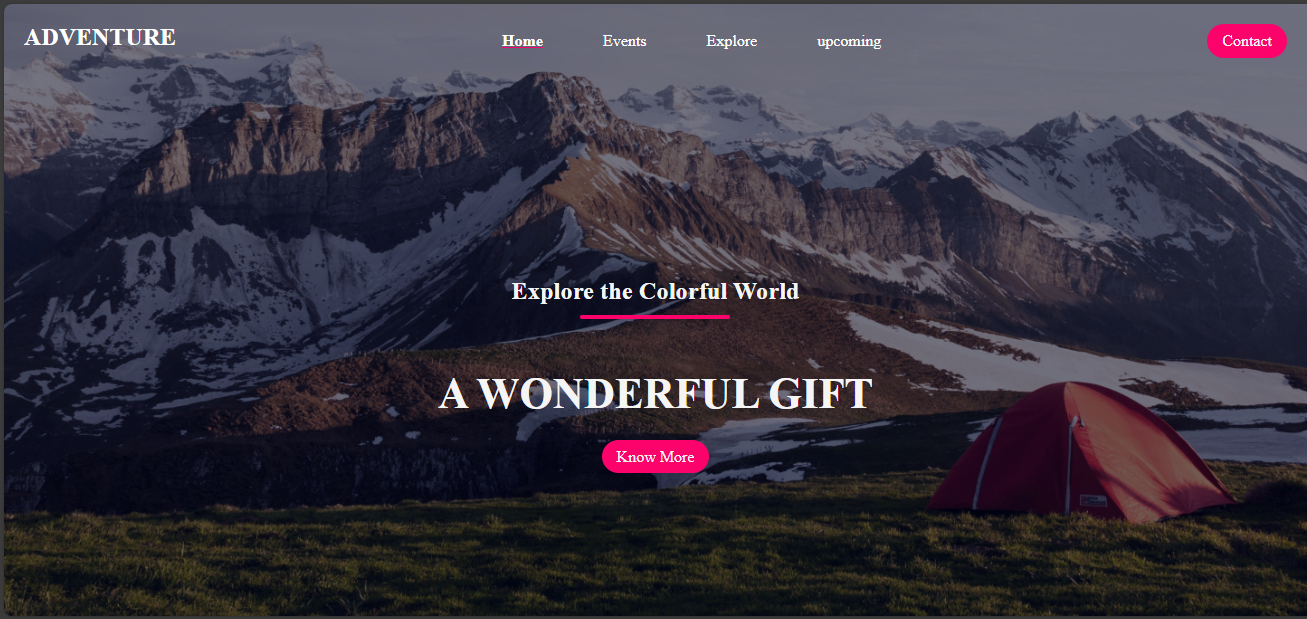 ADVENTURE
Home Events Explore upcoming
Contact
Explore the Colorful World
A WONDERFUL GIFT
Know More